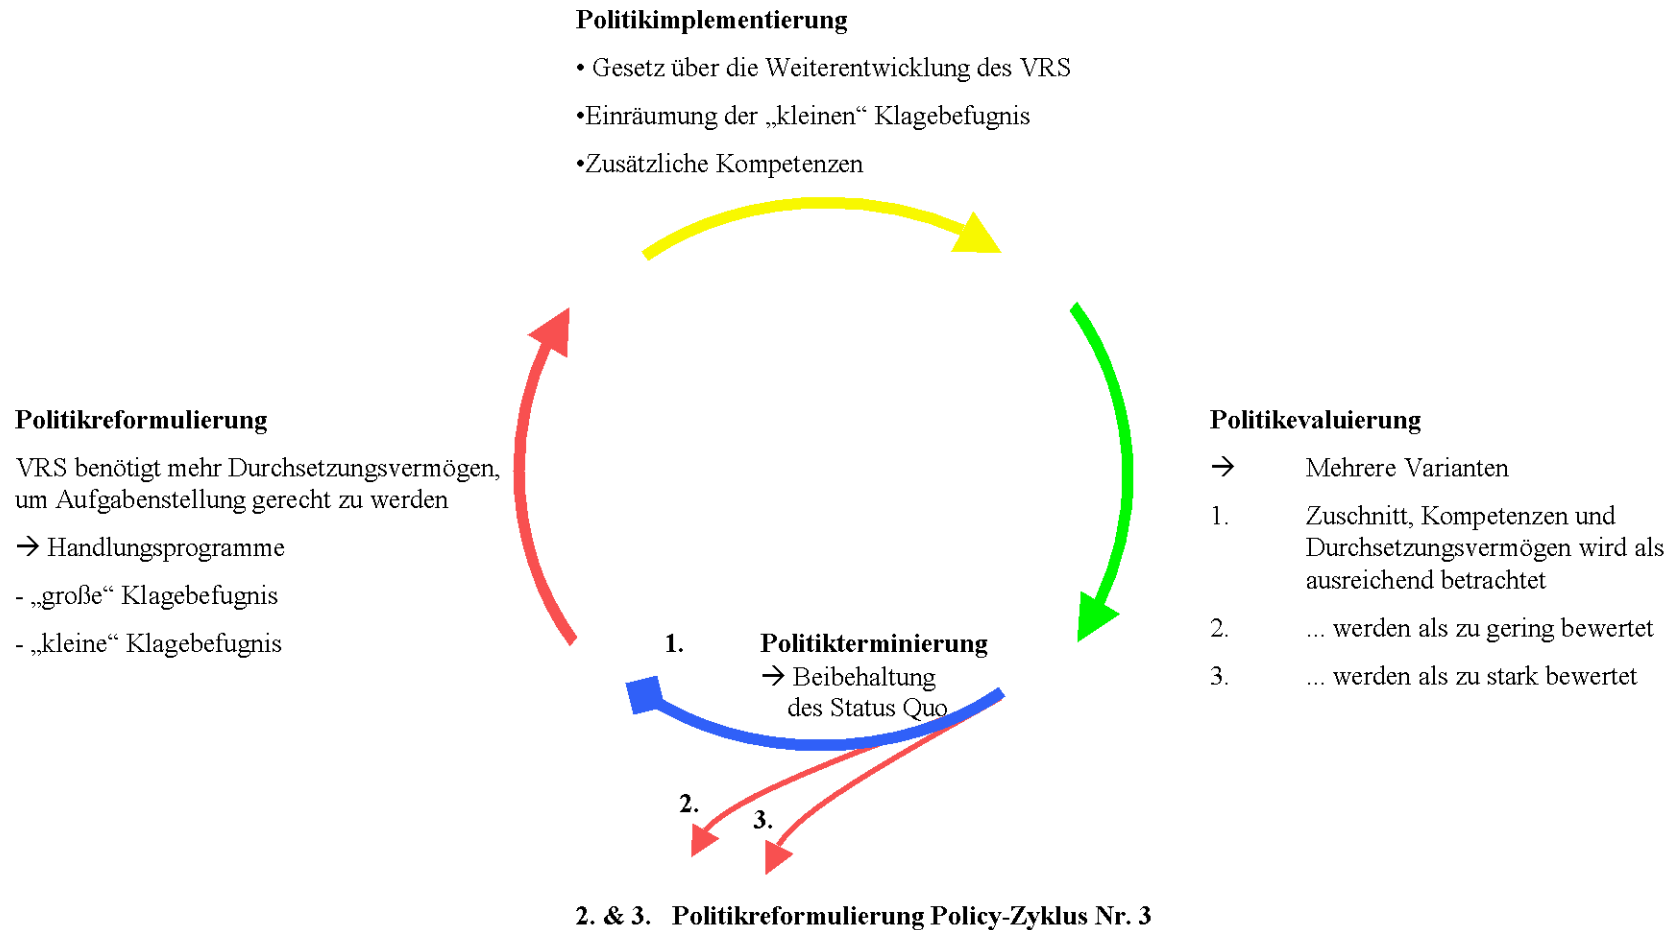 Politikimplementierung
• Gesetz über die Weiterentwicklung des VRS
•Einräumung der „kleinen“ Klagebefugnis
•Zusätzliche Kompetenzen
Politikreformulierung
VRS benötigt mehr Durchsetzungsvermögen,
um Aufgabenstellung gerecht zu werden
→ Handlungsprogramme
- „große“ Klagebefugnis
- „kleine“ Klagebefugnis
Politikevaluierung
→ Mehrere Varianten
1. Zuschnitt, Kompetenzen und
Durchsetzungsvermögen wird als
ausreichend betrachtet
2. ... werden als zu gering bewertet
3. ... werden als zu stark bewertet
1. Politikterminierung
→ Beibehaltung
des Status Quo
2.
3.
2. & 3. Politikreformulierung Policy-Zyklus Nr. 3